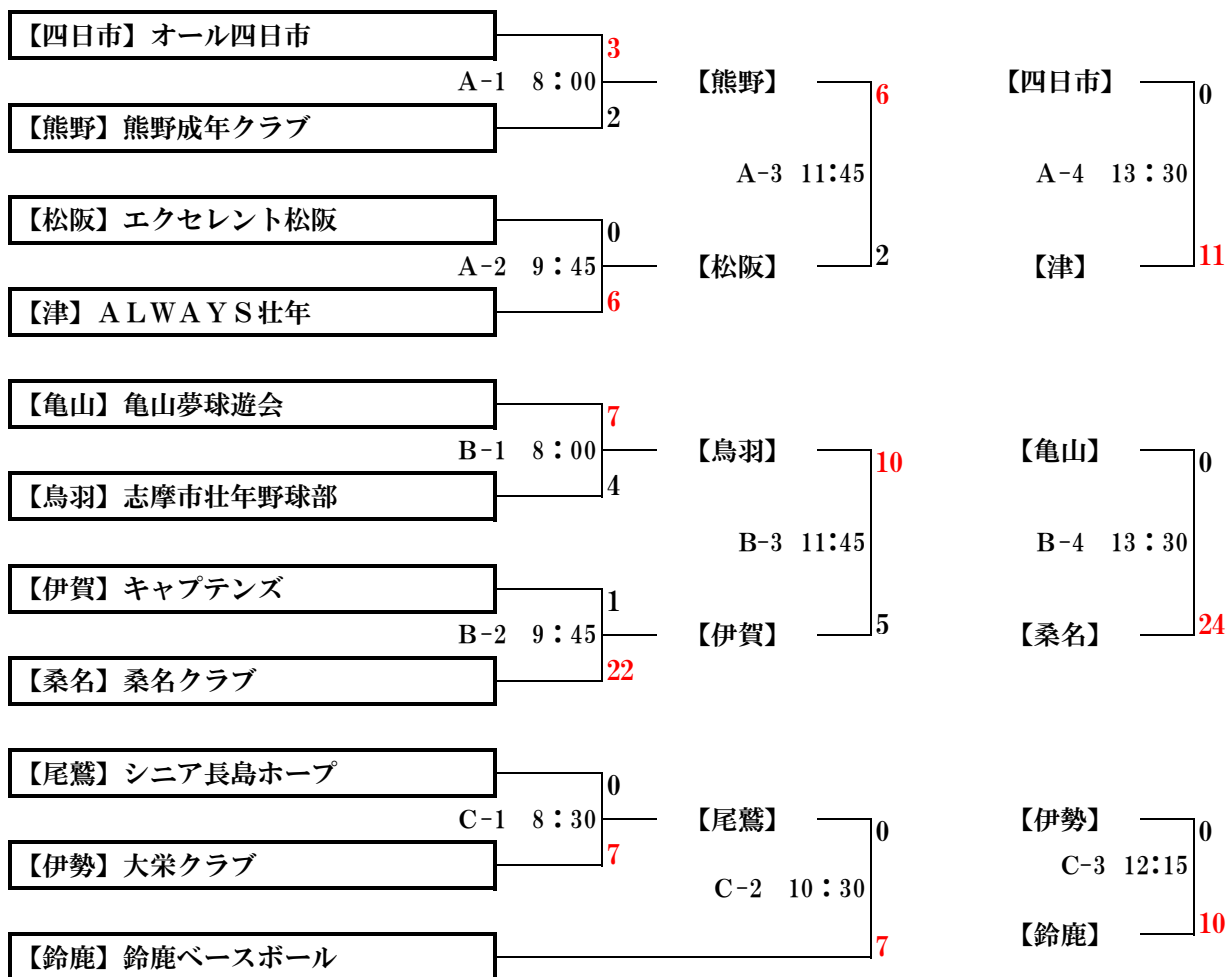 【四日市】オール四日市
3
A-1 8：00
【熊野】
6
【四日市】
0
【熊野】熊野成年クラブ
2
A-3 11:45
A-4 13：30
【松阪】エクセレント松阪
0
A-2 9：45
【松阪】
2
【津】
11
【津】ＡＬＷＡＹＳ壮年
6
【亀山】亀山夢球遊会
7
B-1 8：00
【鳥羽】
10
【亀山】
0
【鳥羽】志摩市壮年野球部
4
B-3 11:45
B-4 13：30
【伊賀】キャプテンズ
1
B-2 9：45
【伊賀】
5
【桑名】
24
【桑名】桑名クラブ
22
【尾鷲】シニア長島ホープ
0
C-1 8：30
【尾鷲】
0
【伊勢】
0
【伊勢】大栄クラブ
7
C-2 10：30
C-3 12:15
【鈴鹿】
10
【鈴鹿】鈴鹿ベースボール
7